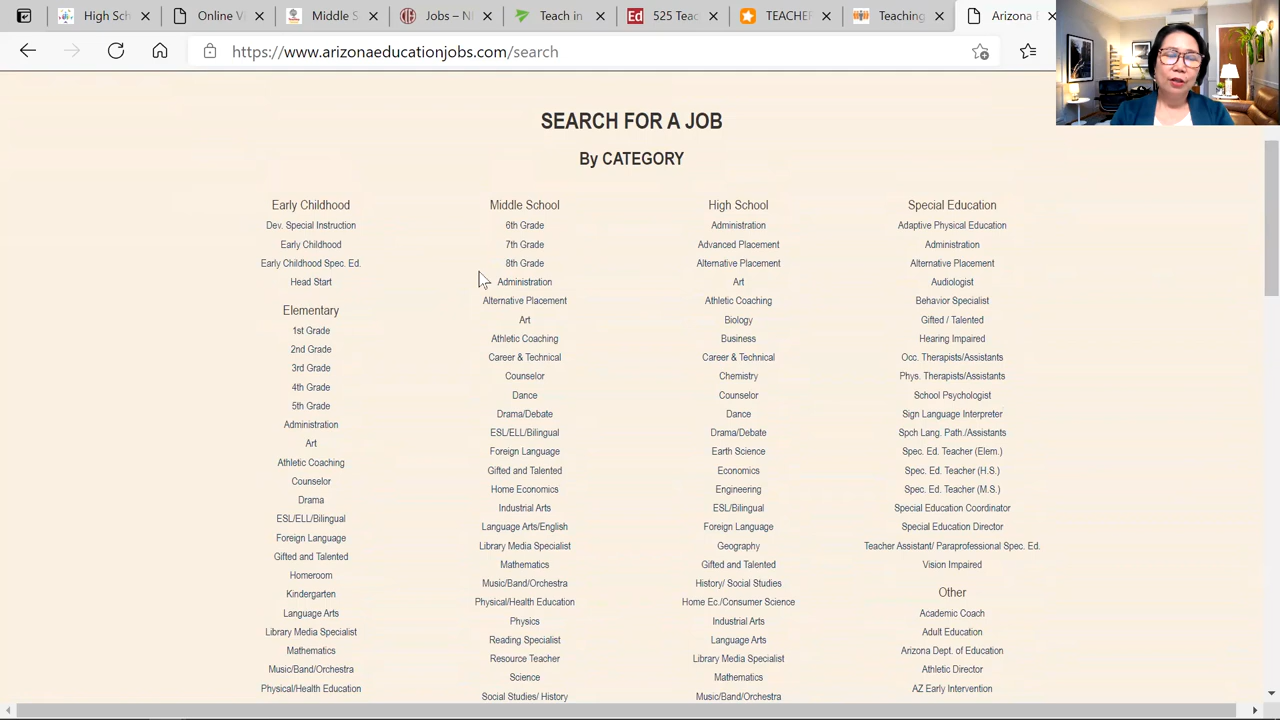 High Sch
Online V
Middle
Jobs – N
Teach in
525 Teac
TEACHER
Teaching
Arizona E
https://www.arizonaeducationjobs.com/search
SEARCH FOR A JOB
By CATEGORY
Early Childhood
Dev. Special Instruction
Early Childhood
Early Childhood Spec. Ed.
Head Start
Elementary
1st Grade
2nd Grade
3rd Grade
4th Grade
5th Grade
Administration
Art
Athletic Coaching
Counselor
Drama
ESL/ELL/Bilingual
Foreign Language
Gifted and Talented
Homeroom
Kindergarten
Language Arts
Library Media Specialist
Mathematics
Music/Band/Orchestra
Physical/Health Education
Middle School
6th Grade
7th Grade
8th Grade
Administration
Alternative Placement
Art
Athletic Coaching
Career & Technical
Counselor
Dance
Drama/Debate
ESL/ELL/Bilingual
Foreign Language
Gifted and Talented
Home Economics
Industrial Arts
Language Arts/English
Library Media Specialist
Mathematics
Music/Band/Orchestra
Physical/Health Education
Physics
Reading Specialist
Resource Teacher
Science
Social Studies/ History
High School
Administration
Advanced Placement
Alternative Placement
Art
Athletic Coaching
Biology
Business
Career & Technical
Chemistry
Counselor
Dance
Drama/Debate
Earth Science
Economics
Engineering
ESL/Bilingual
Foreign Language
Geography
Gifted and Talented
History/ Social Studies
Home Ec./Consumer Science
Industrial Arts
Language Arts
Library Media Specialist
Mathematics
Music/Band/Orchestra
Special Education
Adaptive Physical Education
Administration
Alternative Placement
Audiologist
Behavior Specialist
Gifted / Talented
Hearing Impaired
Occ. Therapists/Assistants
Phys. Therapists/Assistants
School Psychologist
Sign Language Interpreter
Spch Lang. Path./Assistants
Spec. Ed. Teacher (Elem.)
Spec. Ed. Teacher (H.S.)
Spec. Ed. Teacher (M.S.)
Special Education Coordinator
Special Education Director
Teacher Assistant/ Paraprofessional Spec. Ed.
Vision Impaired
Other
Academic Coach
Adult Education
Arizona Dept. of Education
Athletic Director
AZ Early Intervention